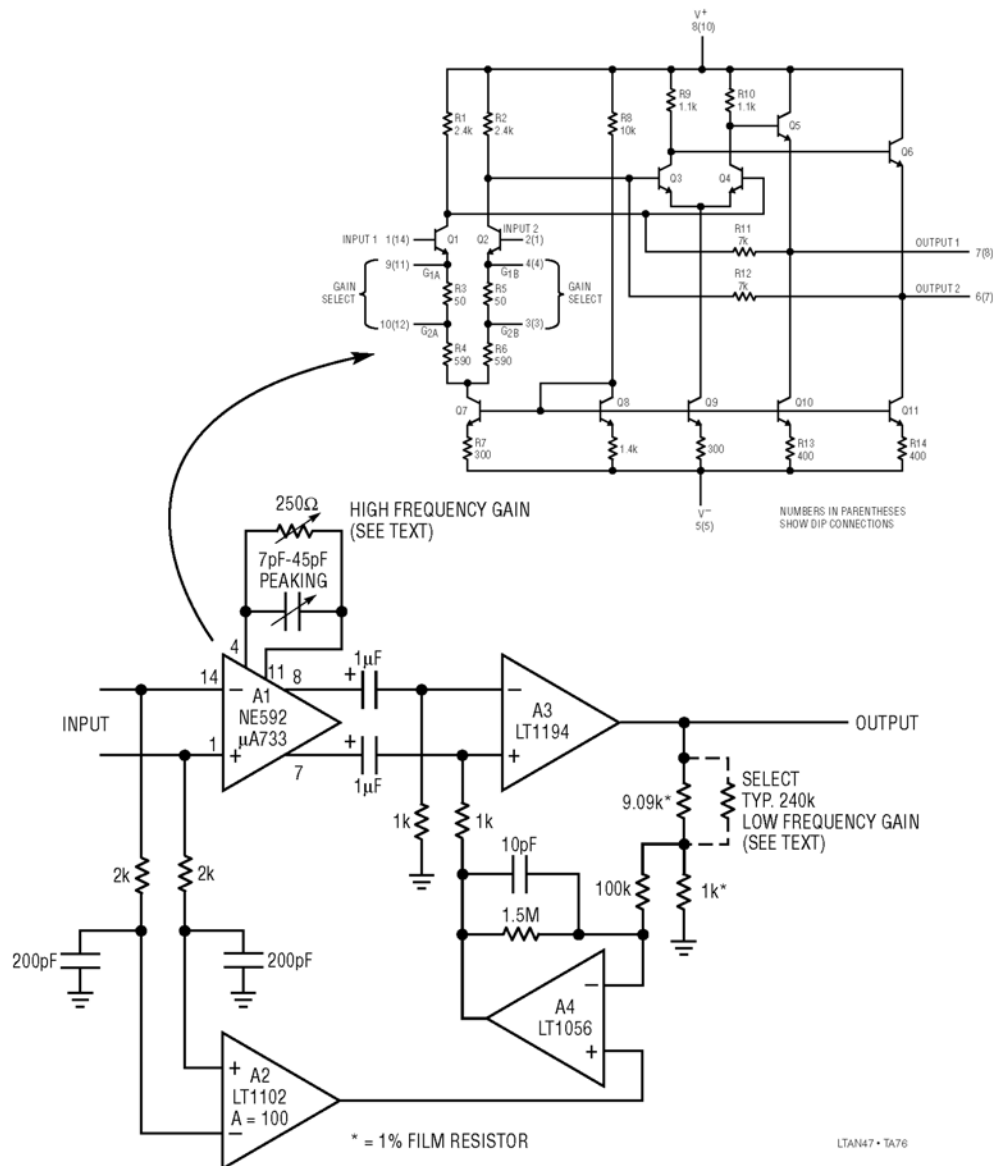 V+
8(10)
R1
2.4k
R2
2.4k
R8
10k
R9
1.1k
R10
1.1k
Q5
Q6
Q3
Q4
INPUT 1 1(14)
Q1
Q2
INPUT 2
2(1)
R11
7k
OUTPUT 1
7(8)
9(11)
G1A
4(4)
G1B
GAIN
SELECT
R3
50
R5
50
GAIN
SELECT
R12
7k
OUTPUT 2
6(7)
10(12)
G2A
3(3)
G2B
R4
590
R6
590
Q7
Q8
Q9
Q10
Q11
R7
300
1.4k
300
R13
400
R14
400
V−
5(5)
NUMBERS IN PARENTHESES
SHOW DIP CONNECTIONS
250Ω
HIGH FREQUENCY GAIN
(SEE TEXT)
7pF-45pF
PEAKING
4
11
14
−
8
A1
NE592
µA733
1
+
7
INPUT
+
1µF
+
1µF
−
A3
LT1194
+
OUTPUT
1k
1k
9.09k*
SELECT
TYP. 240k
LOW FREQUENCY GAIN
(SEE TEXT)
10pF
100k
1k*
1.5M
2k
2k
200pF
200pF
−
A4
LT1056
+
+
A2
LT1102
A = 100
−
* = 1% FILM RESISTOR
LTAN47 • TA76